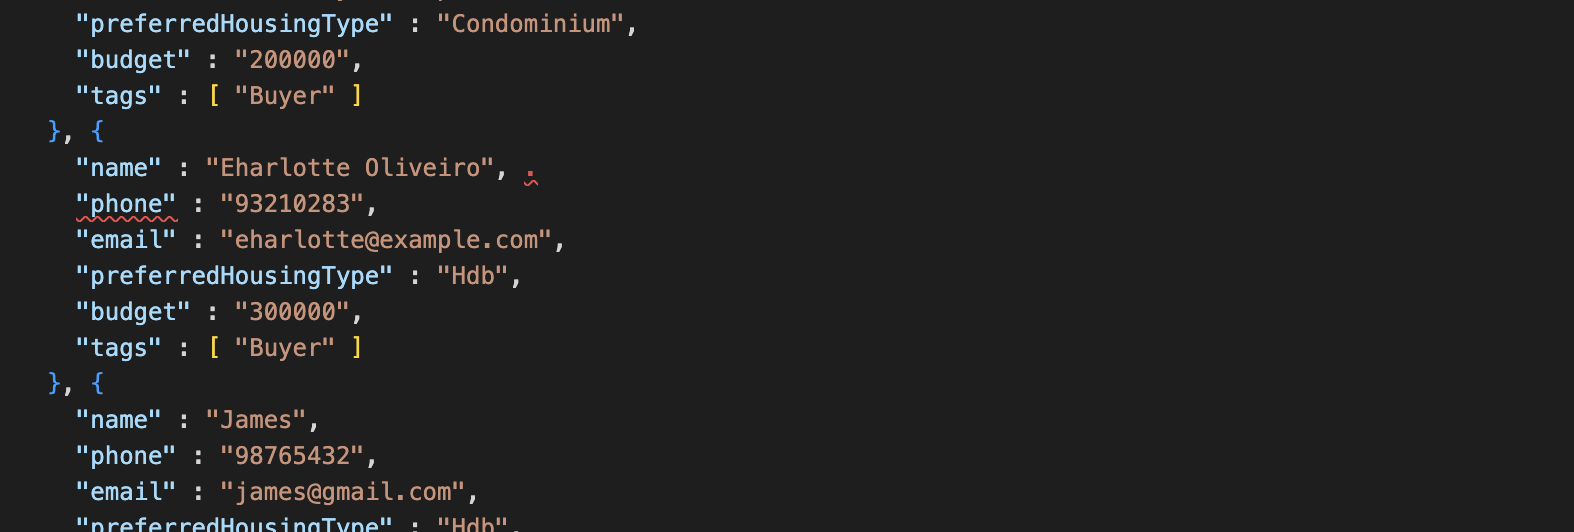 "preferredHousingType" : "Condominium",
"budget" : "200000",
"tags" : [ "Buyer" ]
}, {
"name" : "Eharlotte Oliveiro", .
"phone" : "93210283",
"email" : "eharlotte@example.com",
"preferredHousingType" : "Hdb",
"budget" : "300000",
"tags" : [ "Buyer" ]
}, {
"name" : "James",
"phone" : "98765432",
"email" : "james@gmail.com",
"preferredHousingType" : "Hdb",